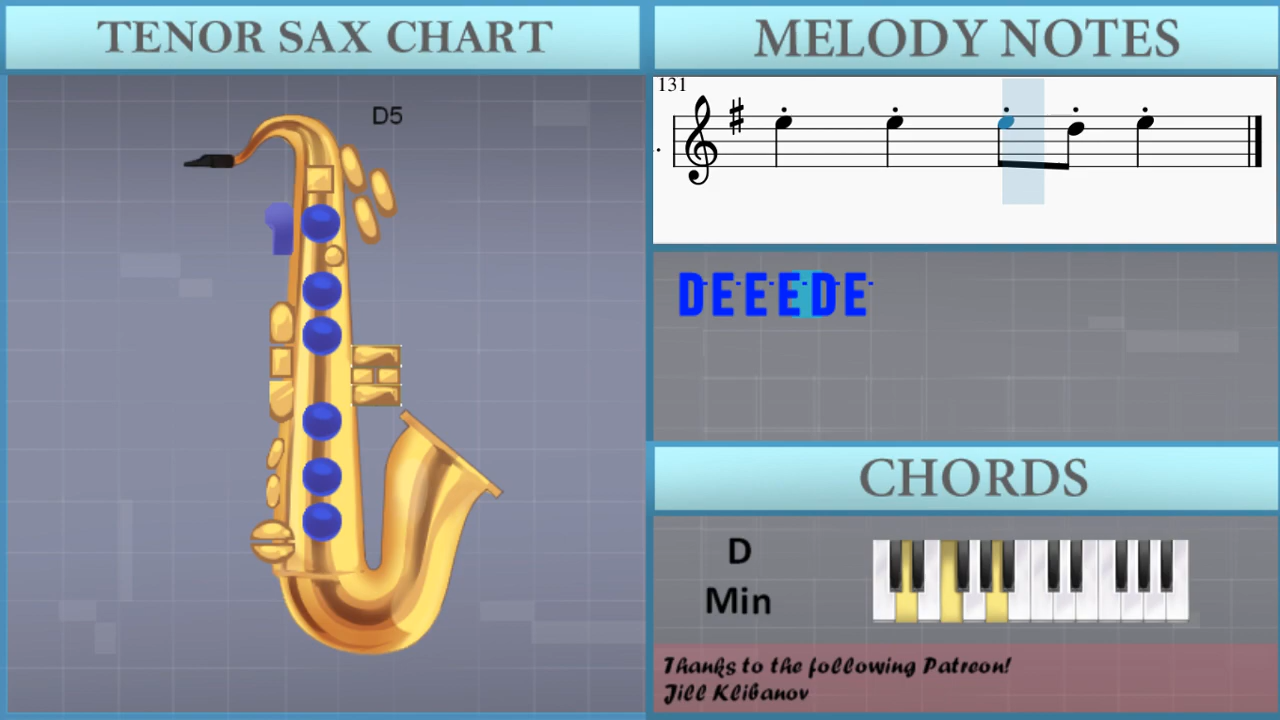 TENOR SAX CHART
MELODY NOTES
D5
131
DEEEDE
CHORDS
D
Min
Thanks to the following Patreon!
Jill Klibanov